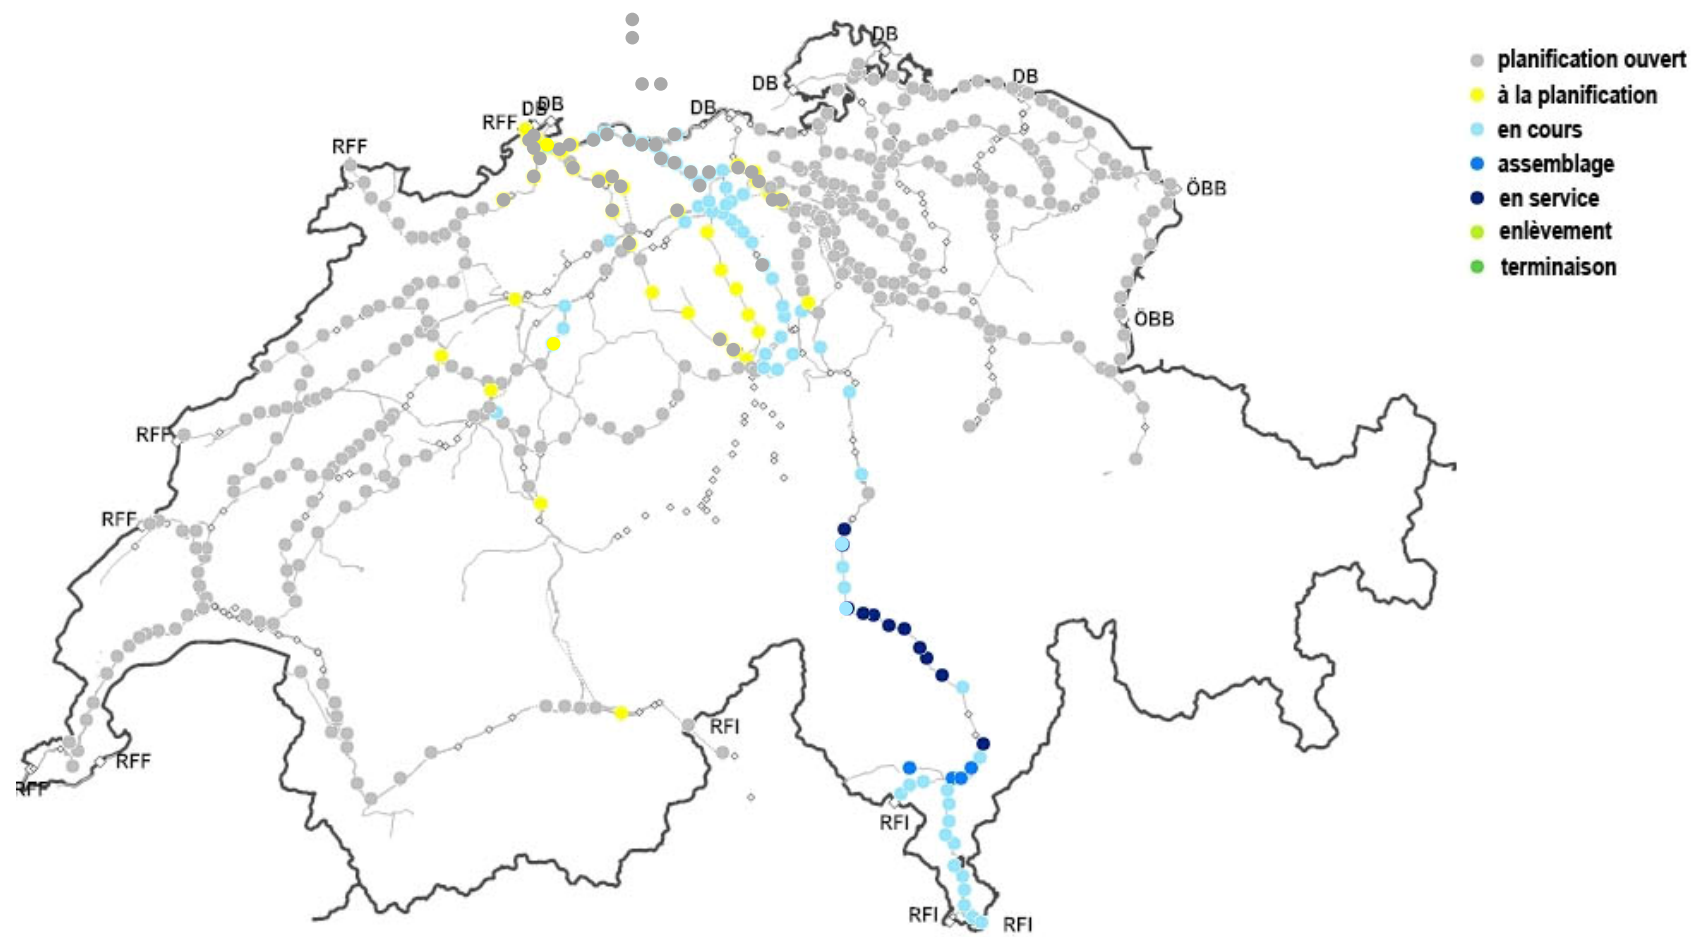 DB
planification ouvert
DB
DB
à la planification
DB
DB
DB
RFF
en cours
RFF
assemblage
ÖBB
en service
enlèvement
terminaison
ÖBB
RFF
RFF
RFI
RFF
RFF
RFI
RFI
RFI